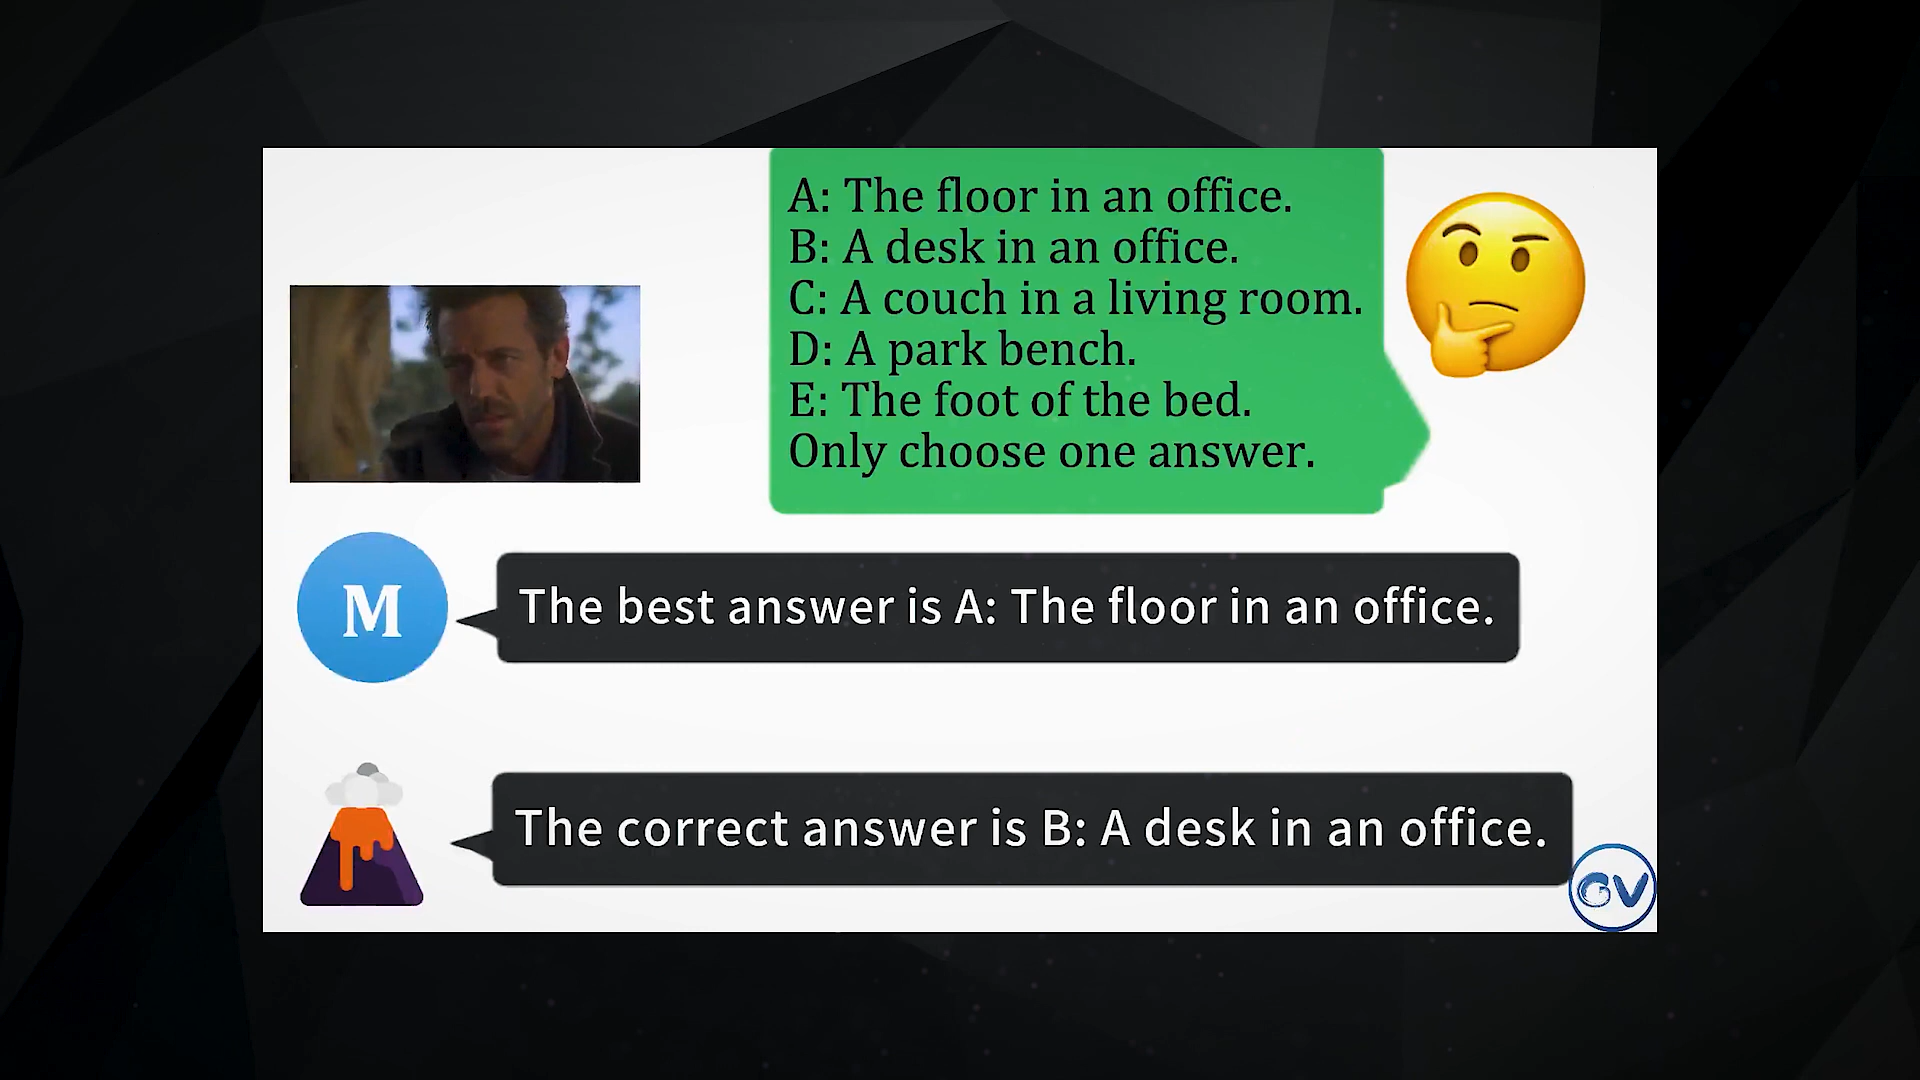 A: The floor in an office.
B: A desk in an office.
C: A couch in a living room.
D: A park bench.
E: The foot of the bed.
Only choose one answer.
M
The best answer is A: The floor in an office.
The correct answer is B: A desk in an office.
GV